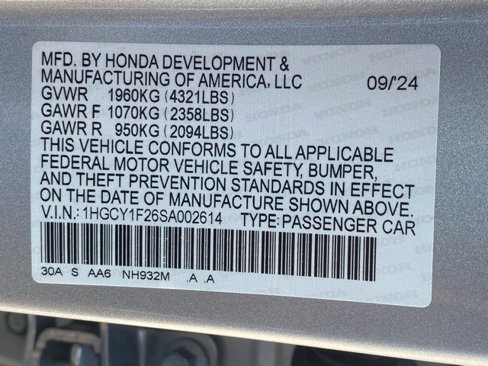 MFD. BY HONDA DEVELOPMENT &
MANUFACTURING OF AMERICA, LLC 09/'24
GVWR 1960KG (4321LBS)
GAWR F 1070KG (2358LBS)
GAWR R 950KG (2094LBS)
THIS VEHICLE CONFORMS TO ALL APPLICABLE
FEDERAL MOTOR VEHICLE SAFETY, BUMPER,
AND THEFT PREVENTION STANDARDS IN EFFECT
ON THE DATE OF MANUFACTURE SHOWN ABOVE.
V.I.N.:1HGCY1F26SA002614 TYPE:PASSENGER CAR
30A S AA6 NH932M .A .A